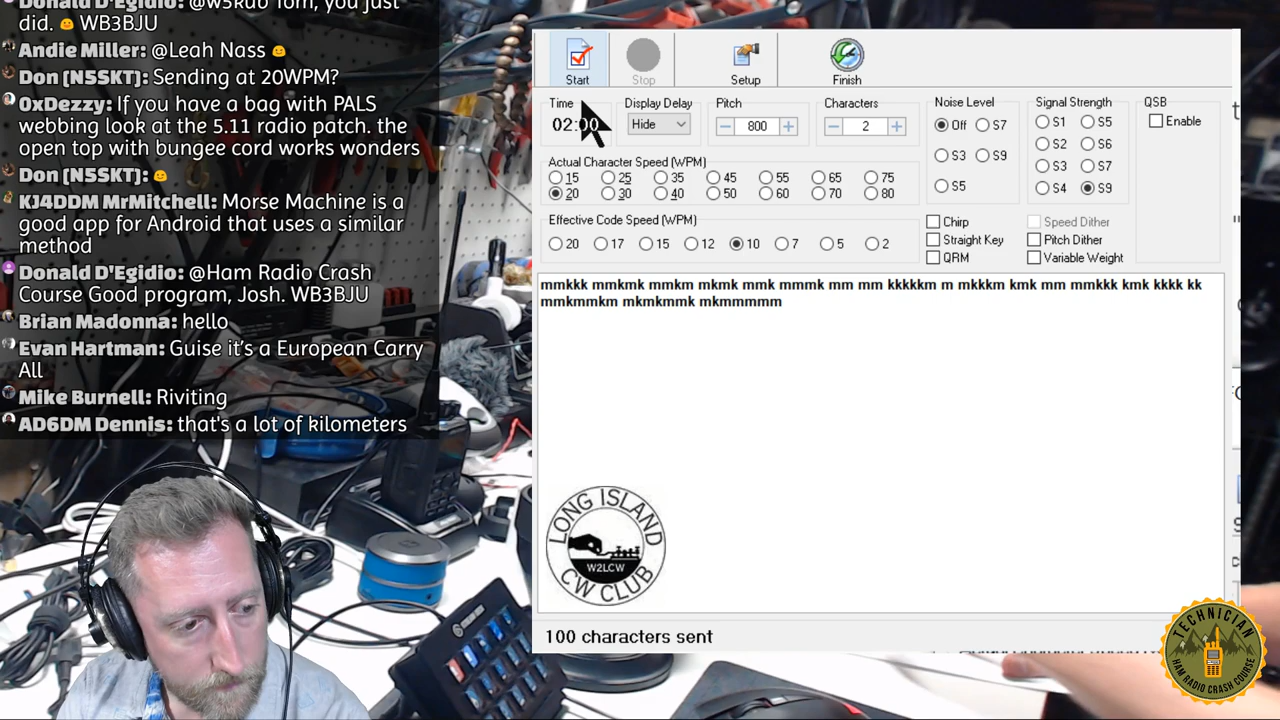 Donald D'Egidio: @w5kub Tom, you just
did. WB3BJU
Andie Miller: @Leah Nass
Don (N5SKT): Sending at 20WPM?
0xDezzy: If you have a bag with PALS
webbing look at the 5.11 radio patch. the
open top with bungee cord works wonders
Don (N5SKT):
KJ4DDM MrMitchell: Morse Machine is a
good app for Android that uses a similar
method
Donald D'Egidio: @Ham Radio Crash
Course Good program, Josh. WB3BJU
Brian Madonna: hello
Evan Hartman: Guise it's a European Carry
All
Mike Burnell: Riviting
AD6DM Dennis: that's a lot of kilometers
Start Stop Setup Finish
Time Display Delay Pitch Characters Noise Level Signal Strength QSB
02:00 Hide 800 2 Off S7 S1 S5 Enable
S3 S9 S2 S6
S5 S3 S7
S4 S9
Actual Character Speed (WPM)
15 25 35 45 55 65 75
20 30 40 50 60 70 80
Effective Code Speed (WPM)
20 17 15 12 10 7 5 2
Chirp Speed Dither
Straight Key Pitch Dither
QRM Variable Weight
mmkkk mmkmk mmkm mkmk mmk mmmk mm mm kkkkkm m mkkkm kmk mm mmkkk kmk kkkk kk
mmkmmkm mkmkmmk mkmmmmm
LONG ISLAND
W2LCW
CW CLUB
100 characters sent
TECHNICIAN
HAM RADIO CRASH COURSE